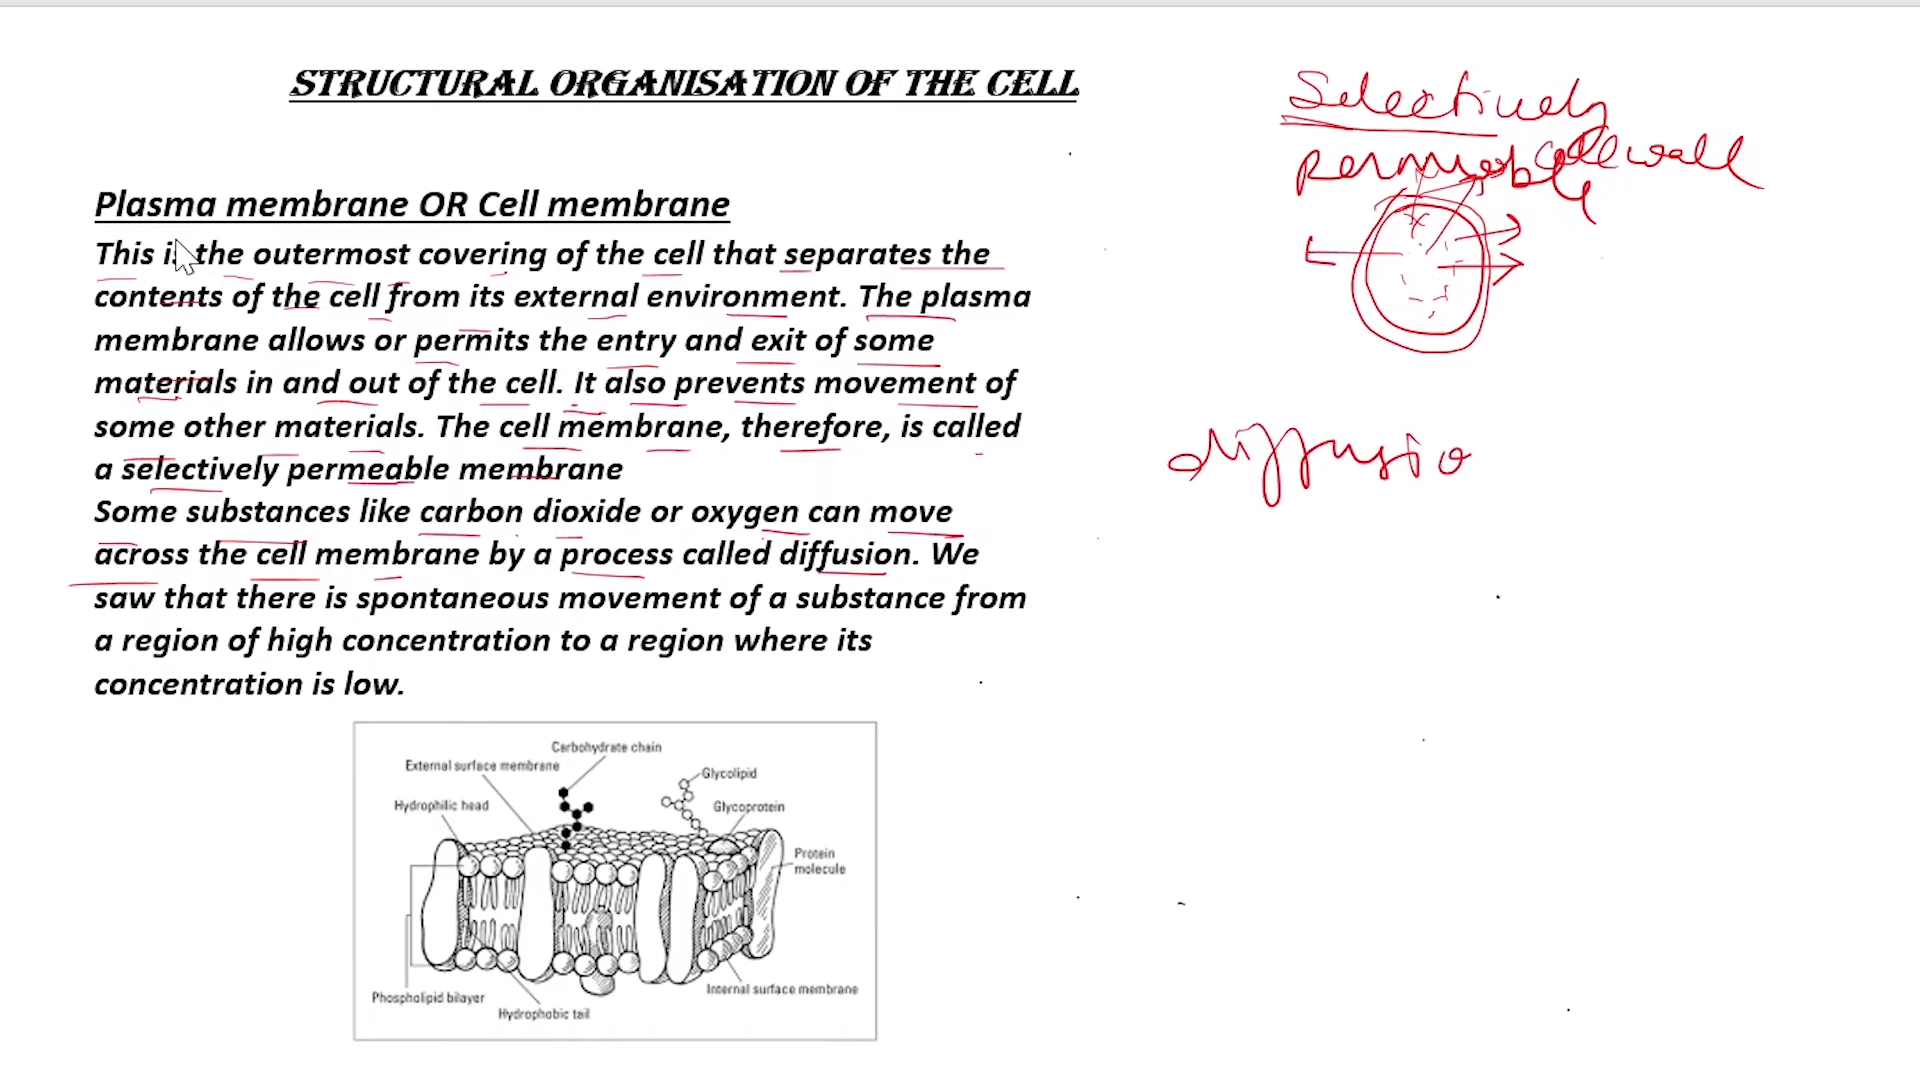 STRUCTURAL ORGANISATION OF THE CELL
Plasma membrane OR Cell membrane
This is the outermost covering of the cell that separates the
contents of the cell from its external environment. The plasma
membrane allows or permits the entry and exit of some
materials in and out of the cell. It also prevents movement of
some other materials. The cell membrane, therefore, is called
a selectively permeable membrane
Some substances like carbon dioxide or oxygen can move
across the cell membrane by a process called diffusion. We
saw that there is spontaneous movement of a substance from
a region of high concentration to a region where its
concentration is low.
Carbohydrate chain
External surface membrane
Glycolipid
Hydrophilic head
Glycoprotein
Protein
molecule
Internal surface membrane
Phospholipid bilayer
Hydrophobic tail
Selectively
cell wall
diffusio